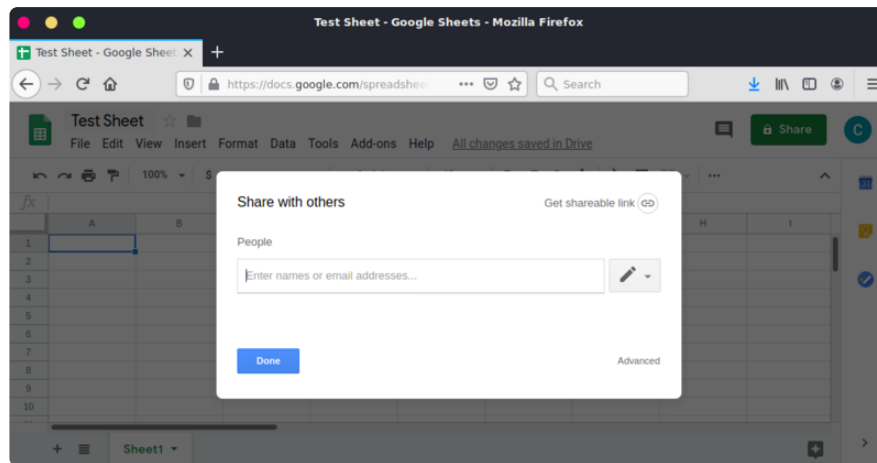 Test Sheet - Google Sheets - Mozilla Firefox
Test Sheet - Google Sheet
https://docs.google.com/spreadshee
Search
Test Sheet
File Edit View Insert Format Data Tools Add-ons Help All changes saved in Drive
Share
C
100% $
fx
Share with others
Get shareable link
A B H I
People
1
2
Enter names or email addresses...
3
4
5
6
7
Done
Advanced
8
9
10
Sheet1